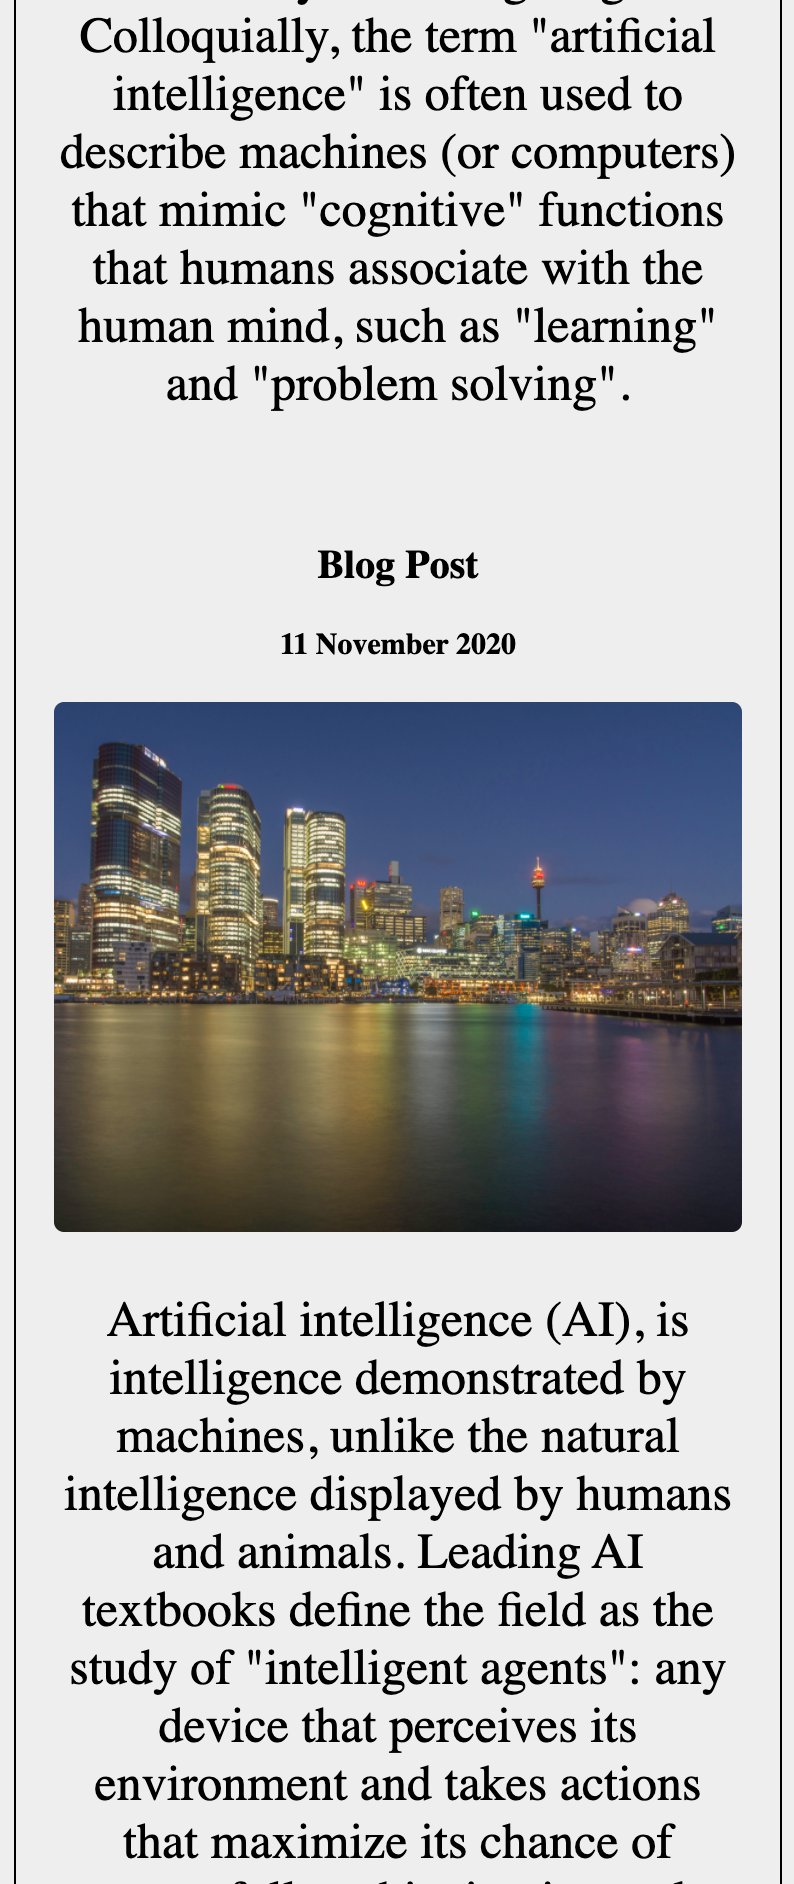 Colloquially, the term "artificial
intelligence" is often used to
describe machines (or computers)
that mimic "cognitive" functions
that humans associate with the
human mind, such as "learning"
and "problem solving".
Blog Post
11 November 2020
Artificial intelligence (AI), is
intelligence demonstrated by
machines, unlike the natural
intelligence displayed by humans
and animals. Leading AI
textbooks define the field as the
study of "intelligent agents": any
device that perceives its
environment and takes actions
that maximize its chance of